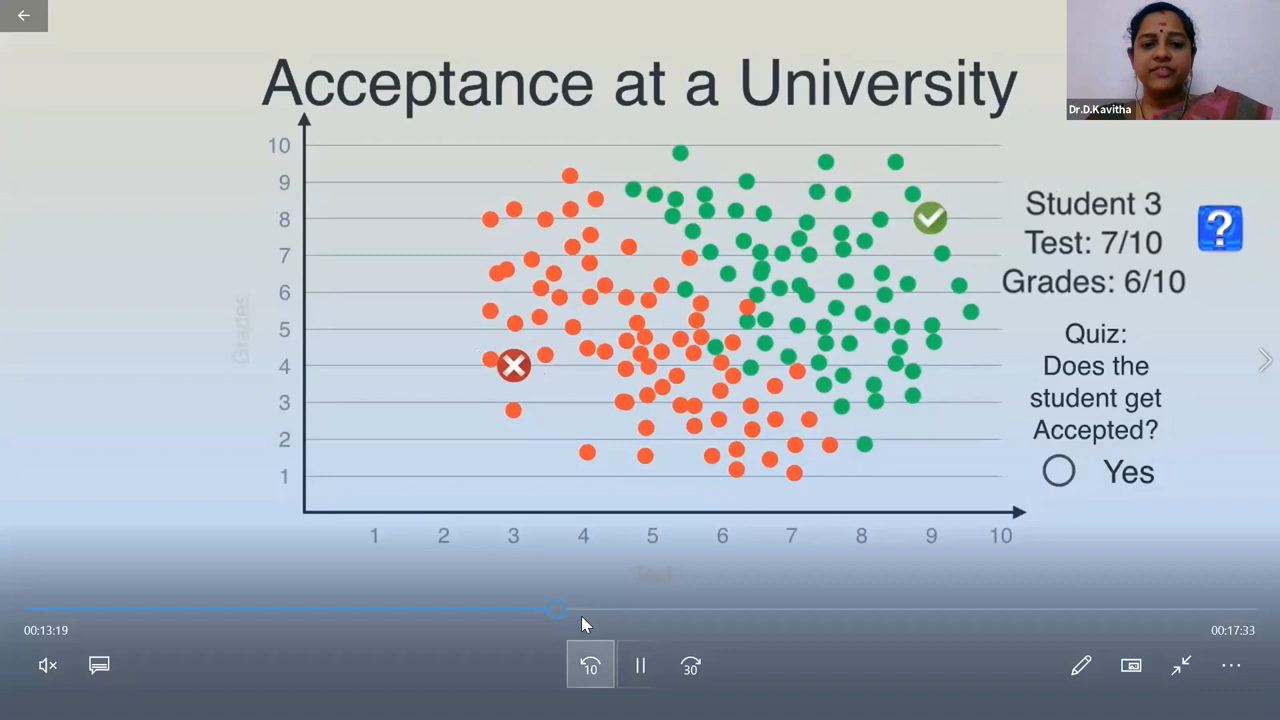 Acceptance at a University
Dr.D.Kavitha
10
9
8
7
6
5
4
3
2
1
Grades
1 2 3 4 5 6 7 8 9 10
Test
Student 3
Test: 7/10
Grades: 6/10
?
Quiz:
Does the
student get
Accepted?
Yes
00:13:19
00:17:33
10
30